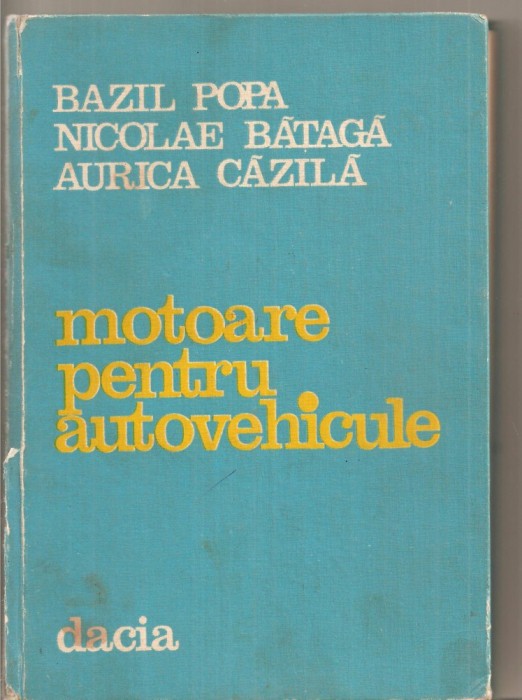 BAZIL POPA
NICOLAE BĂTAGĂ
AURICA CĂZILĂ
motoare
pentru
autovehicule
dacia